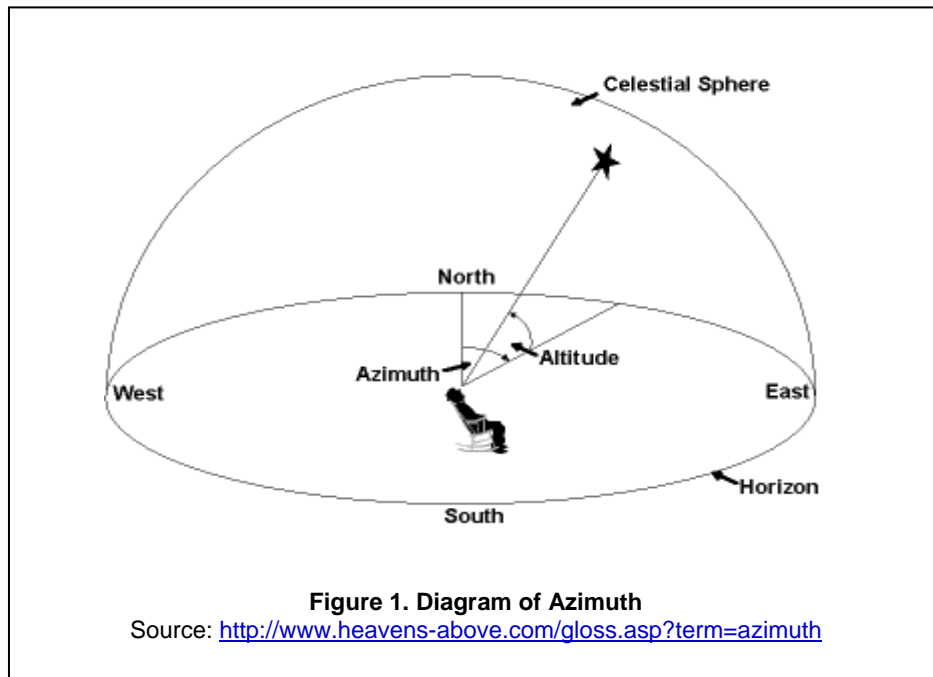 Celestial Sphere
North
Azimuth
Altitude
West
East
Horizon
South
Figure 1. Diagram of Azimuth
Source: http://www.heavens-above.com/gloss.asp?term=azimuth